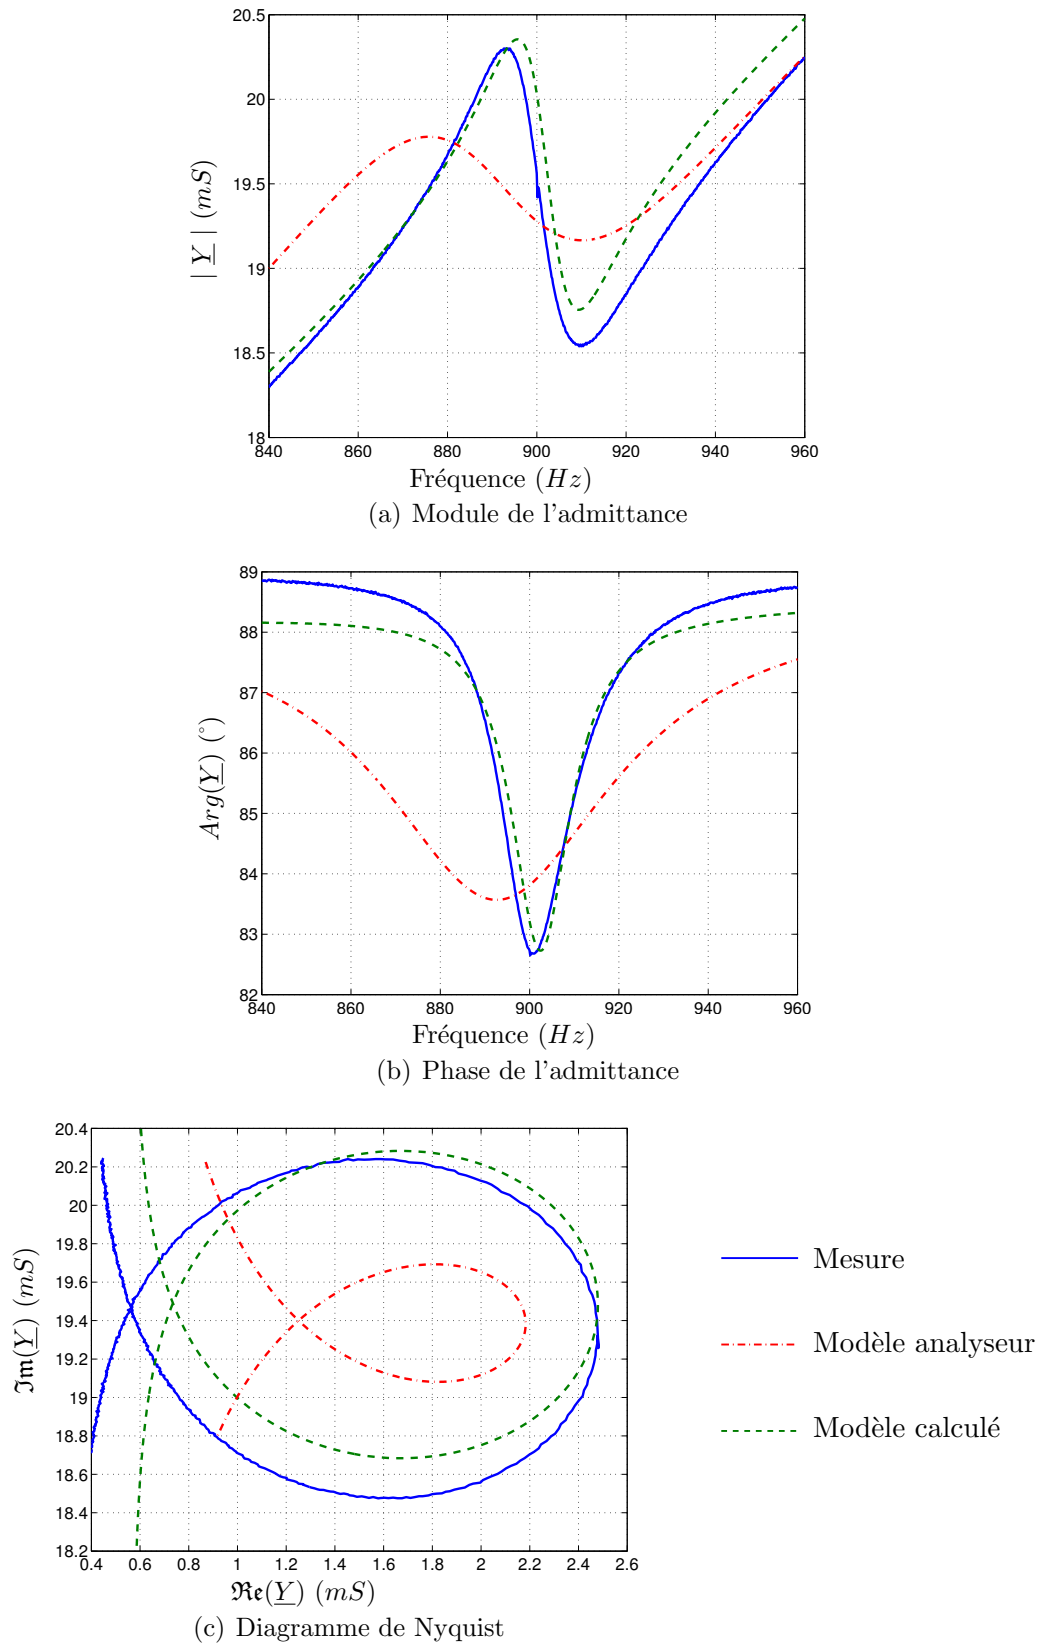 20.5
20
19.5
19
18.5
18
| Y | (mS)
840 860 880 900 920 940 960
Fréquence (Hz)
(a) Module de l'admittance
89
88
87
86
85
84
83
82
Arg(Y) (°)
840 860 880 900 920 940 960
Fréquence (Hz)
(b) Phase de l'admittance
20.4
20.2
20
19.8
19.6
19.4
19.2
19
18.8
18.6
18.4
18.2
ℑm(Y) (mS)
0.4 0.6 0.8 1 1.2 1.4 1.6 1.8 2 2.2 2.4 2.6
ℜe(Y) (mS)
(c) Diagramme de Nyquist
Mesure
Modèle analyseur
Modèle calculé